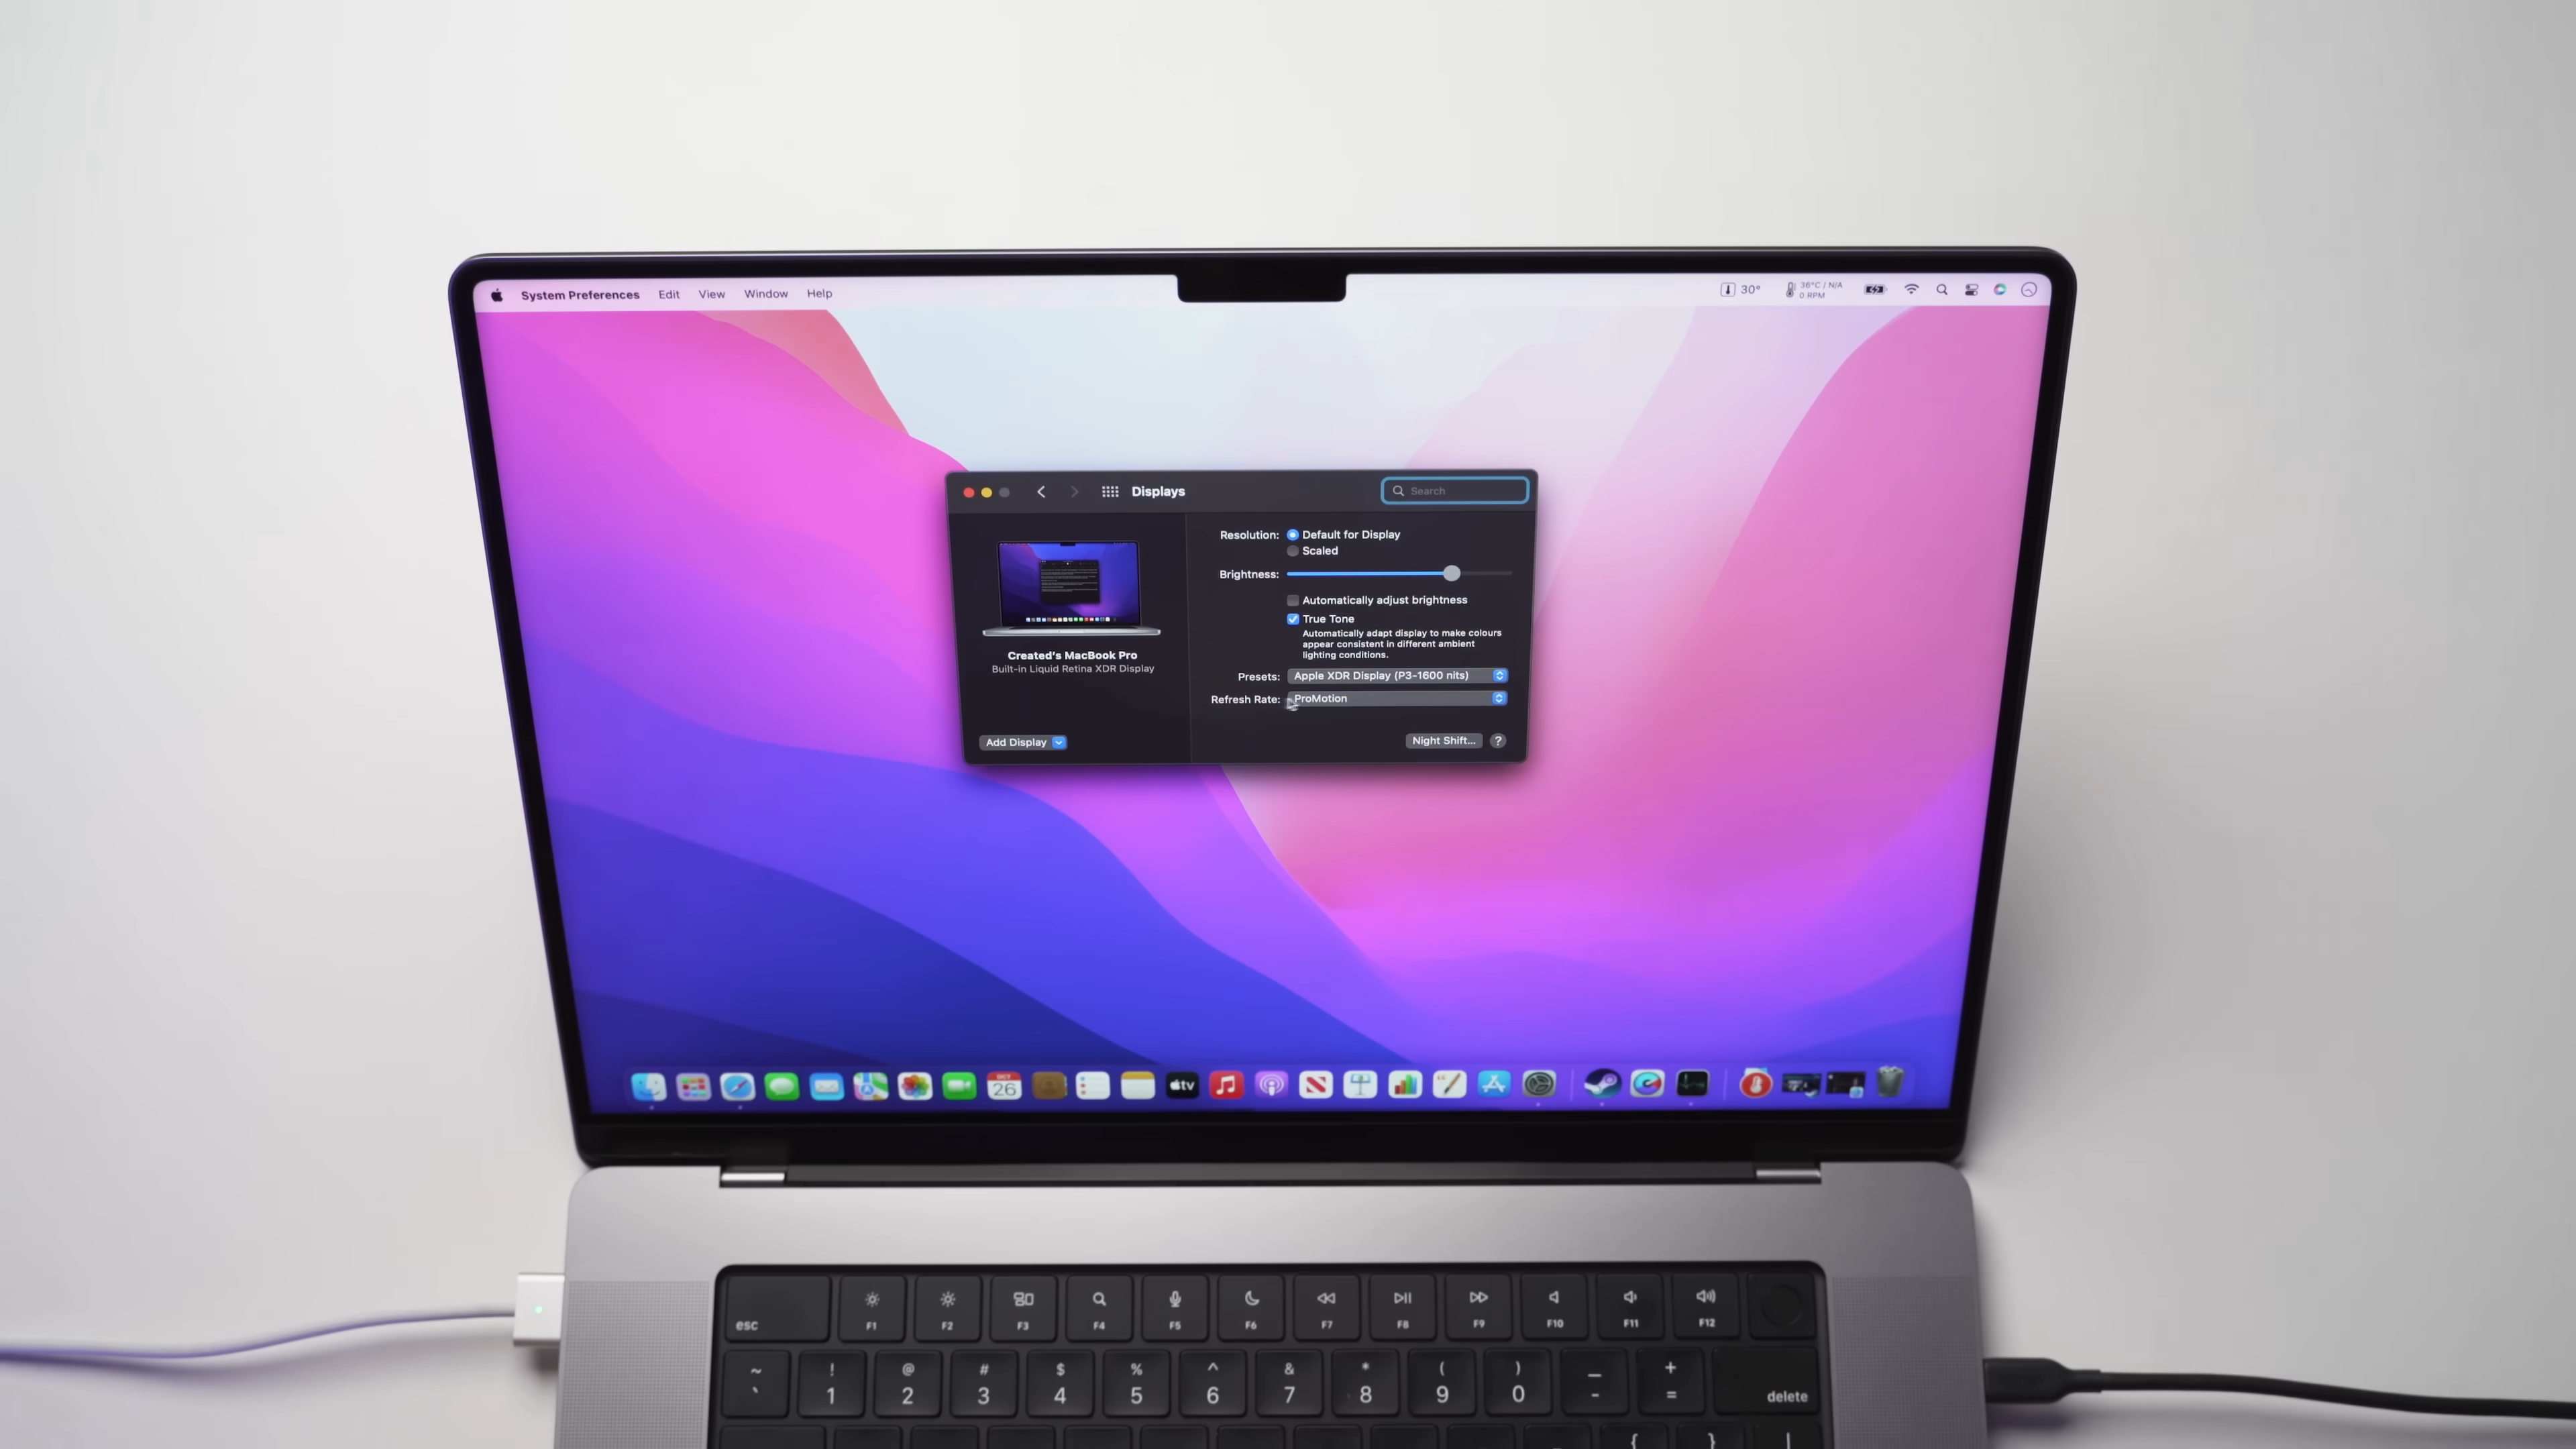 System Preferences Edit View Window Help
30° 36°C / N/A
0 RPM
Displays
Search
Resolution: Default for Display
Scaled
Brightness:
Automatically adjust brightness
True Tone
Automatically adapt display to make colours
appear consistent in different ambient
lighting conditions.
Created's MacBook Pro
Built-in Liquid Retina XDR Display
Presets: Apple XDR Display (P3-1600 nits)
Refresh Rate: ProMotion
Add Display
Night Shift... ?
OCT
26
tv
esc F1 F2 F3 F4 F5 F6 F7 F8 F9 F10 F11 F12
~ ! @ # $ % ^ & * ( ) _ +
` 1 2 3 4 5 6 7 8 9 0 - = delete
{ } |